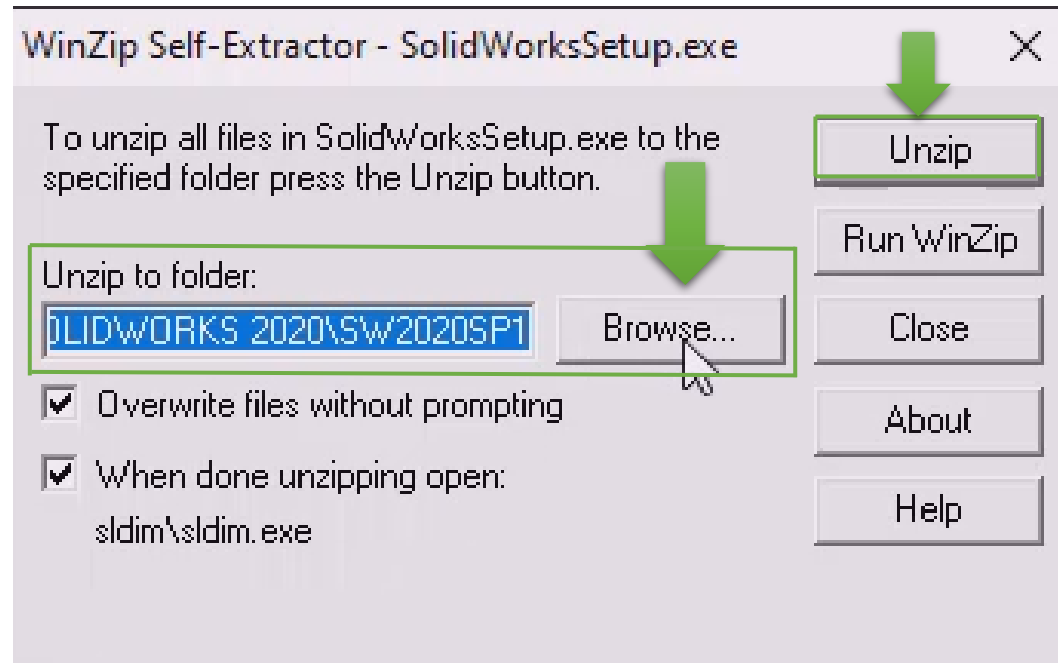 WinZip Self-Extractor - SolidWorksSetup.exe
To unzip all files in SolidWorksSetup.exe to the
specified folder press the Unzip button.
Unzip to folder:
OLIDWORKS 2020\SW2020SP1
Browse...
Overwrite files without prompting
When done unzipping open:
sldim\sldim.exe
Unzip
Run WinZip
Close
About
Help